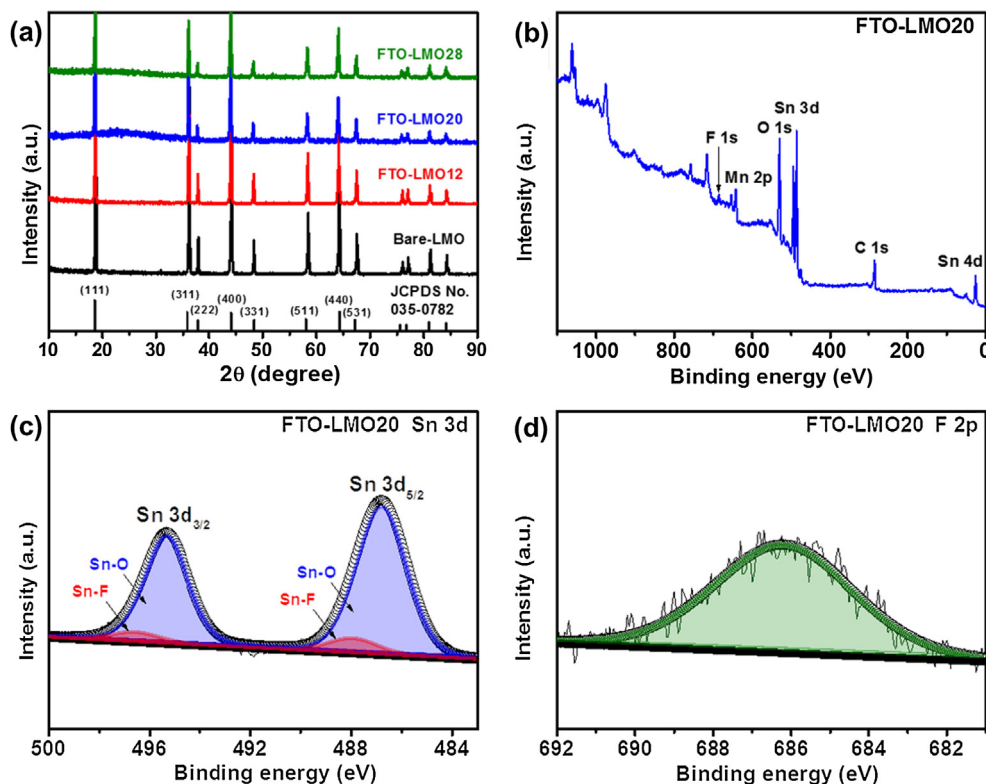 (a)
FTO-LMO28
FTO-LMO20
FTO-LMO12
Bare-LMO
JCPDS No.
035-0782
(111)
(311)
(222)
(400)
(331)
(511)
(440)
(531)
10 20 30 40 50 60 70 80 90
2θ (degree)
Intensity (a.u.)
(b)
FTO-LMO20
Sn 3d
O 1s
F 1s
Mn 2p
C 1s
Sn 4d
1000 800 600 400 200 0
Binding energy (eV)
Intensity (a.u.)
(c)
FTO-LMO20 Sn 3d
Sn 3d5/2
Sn 3d3/2
Sn-O
Sn-F
Sn-O
Sn-F
500 496 492 488 484
Binding energy (eV)
Intensity (a.u.)
(d)
FTO-LMO20 F 2p
692 690 688 686 684 682
Binding energy (eV)
Intensity (a.u.)